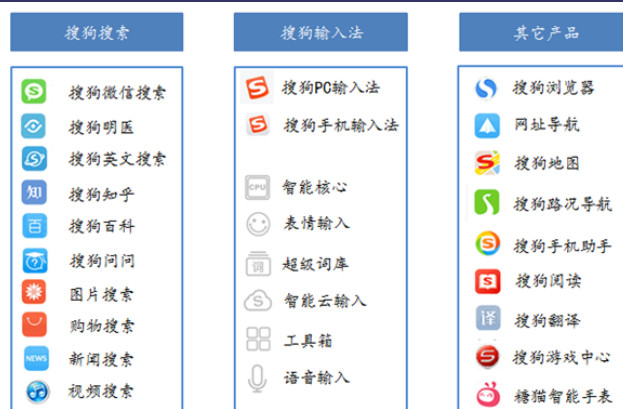 搜狗搜索
搜狗微信搜索
搜狗明医
搜狗英文搜索
知
搜狗知乎
百
搜狗百科
搜狗问问
图片搜索
购物搜索
NEWS
新闻搜索
视频搜索
搜狗输入法
搜狗PC输入法
搜狗手机输入法
CPU
智能核心
表情输入
词
超级词库
S
智能云输入
工具箱
语音输入
其它产品
搜狗浏览器
网址导航
搜狗地图
搜狗路况导航
搜狗手机助手
搜狗阅读
译
搜狗翻译
搜狗游戏中心
糖猫智能手表